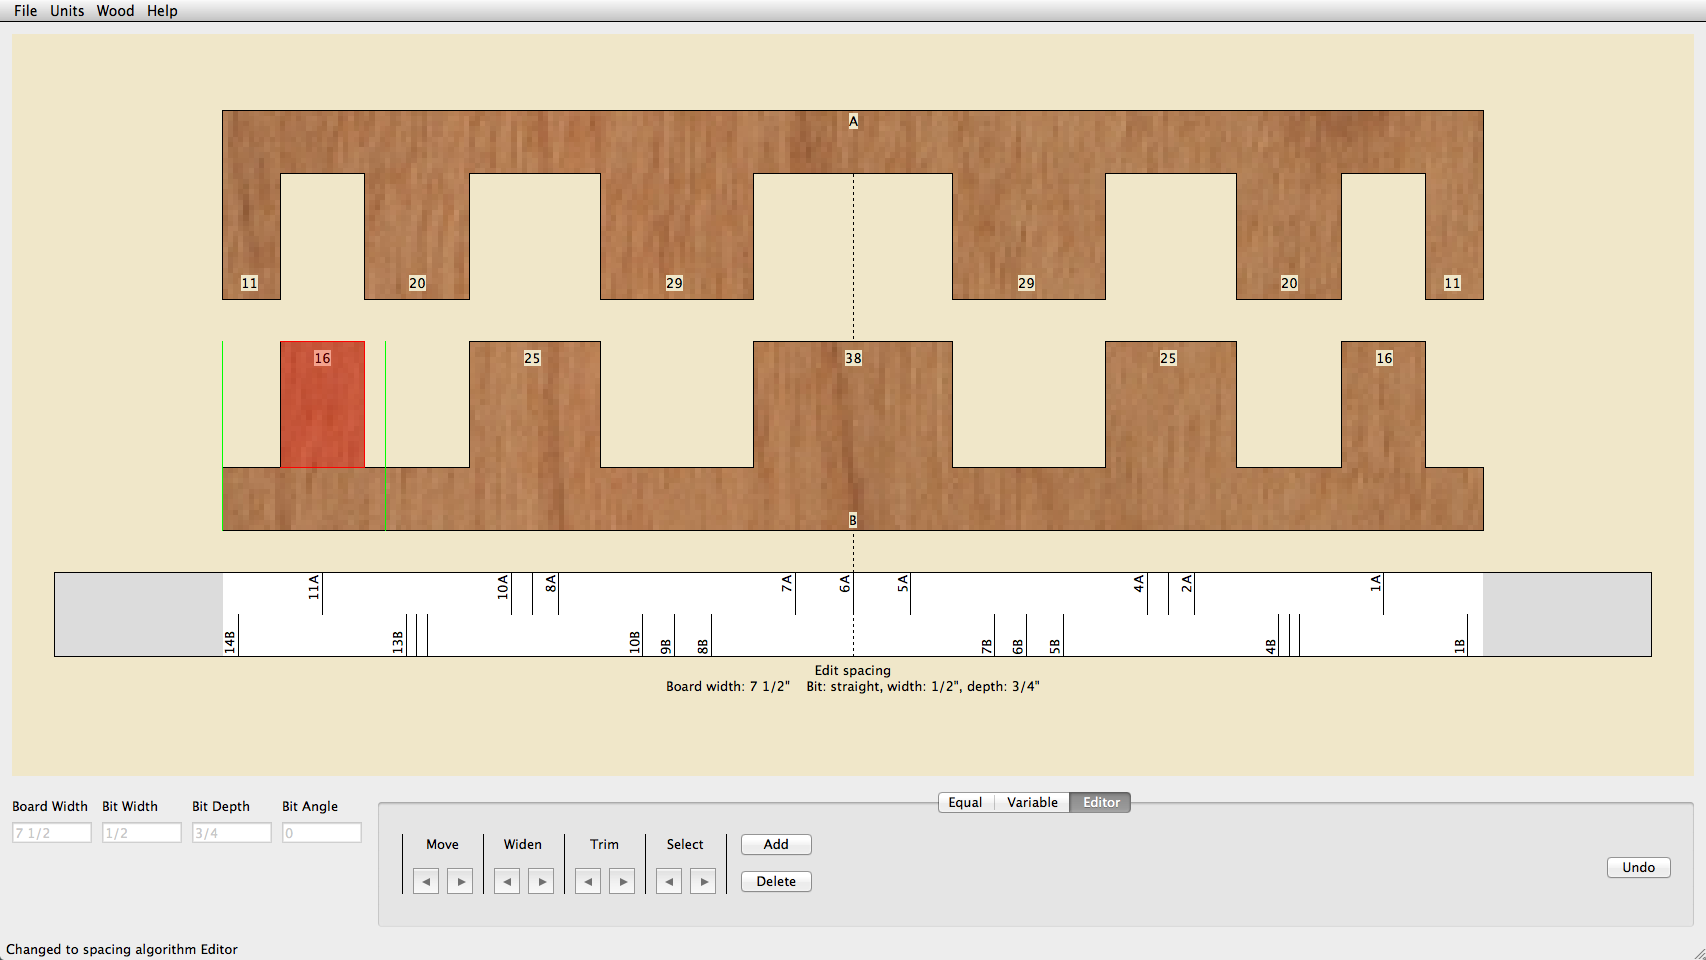 File Units Wood Help
A
11 20 29 29 20 11
16 25 38 25 16
B
11A 10A 8A 7A 6A 5A 4A 2A 1A
14B 13B 10B 9B 8B 7B 6B 5B 4B 1B
Edit spacing
Board width: 7 1/2" Bit: straight, width: 1/2", depth: 3/4"
Equal Variable Editor
Board Width Bit Width Bit Depth Bit Angle
7 1/2 1/2 3/4 0
Move Widen Trim Select Add
Delete
Undo
Changed to spacing algorithm Editor